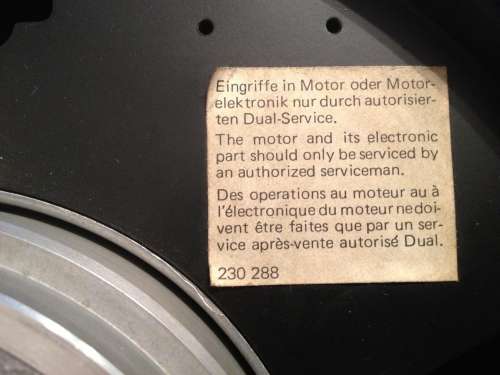 Eingriffe in Motor oder Motor-
elektronik nur durch autorisier-
ten Dual-Service.
The motor and its electronic
part should only be serviced by
an authorized serviceman.
Des operations au moteur au à
l'électronique du moteur ne doi-
vent être faites que par un ser-
vice après-vente autorisé Dual.
230 288